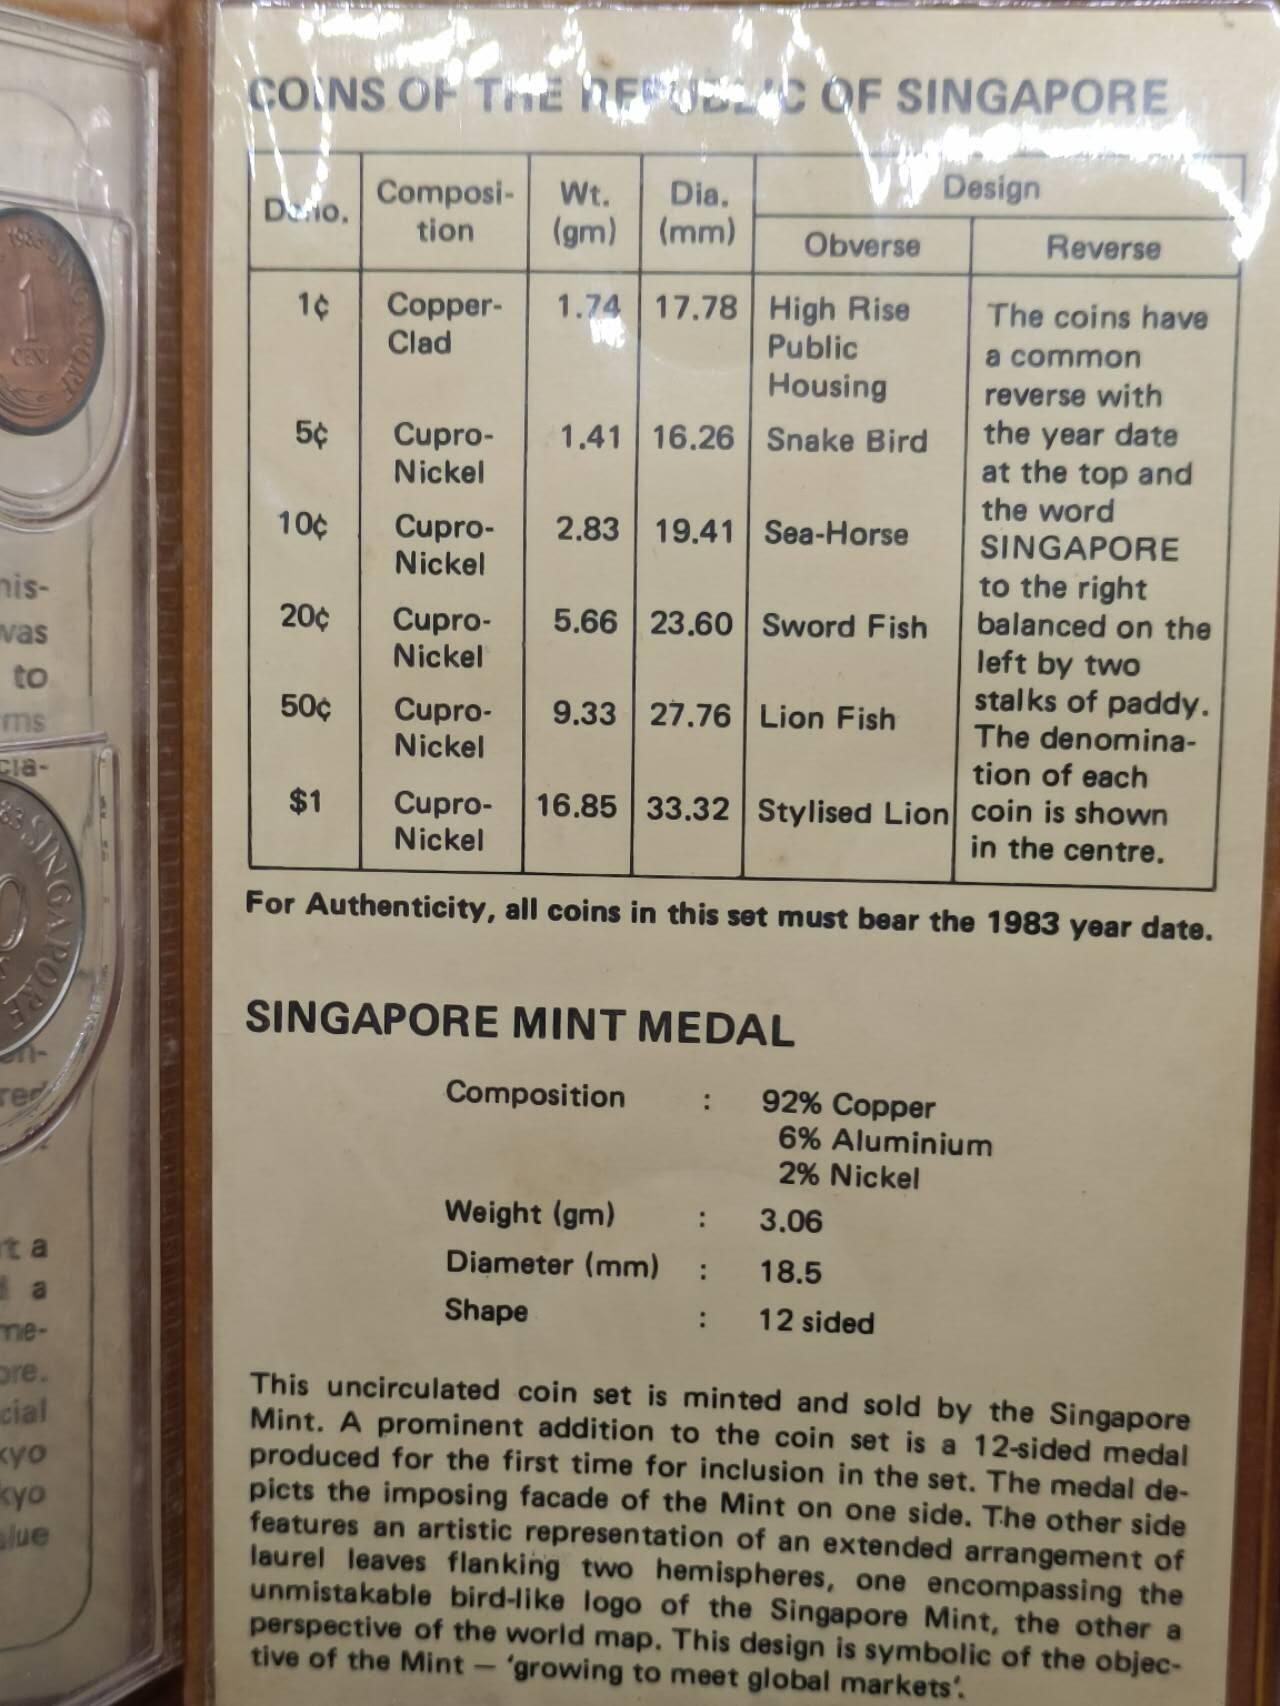 COINS OF THE REPUBLIC OF SINGAPORE
Deno.
Composi-
tion
Wt.
(gm)
Dia.
(mm)
Design
Obverse
Reverse
1¢ Copper- 1.74 17.78 High Rise
Clad Public
Housing
5¢ Cupro- 1.41 16.26 Snake Bird
Nickel
10¢ Cupro- 2.83 19.41 Sea-Horse
Nickel
20¢ Cupro- 5.66 23.60 Sword Fish
Nickel
50¢ Cupro- 9.33 27.76 Lion Fish
Nickel
$1 Cupro- 16.85 33.32 Stylised Lion
Nickel
The coins have
a common
reverse with
the year date
at the top and
the word
SINGAPORE
to the right
balanced on the
left by two
stalks of paddy.
The denomina-
tion of each
coin is shown
in the centre.
For Authenticity, all coins in this set must bear the 1983 year date.
SINGAPORE MINT MEDAL
Composition : 92% Copper
6% Aluminium
2% Nickel
Weight (gm) : 3.06
Diameter (mm) : 18.5
Shape : 12 sided
This uncirculated coin set is minted and sold by the Singapore
Mint. A prominent addition to the coin set is a 12-sided medal
produced for the first time for inclusion in the set. The medal de-
picts the imposing facade of the Mint on one side. The other side
features an artistic representation of an extended arrangement of
laurel leaves flanking two hemispheres, one encompassing the
unmistakable bird-like logo of the Singapore Mint, the other a
perspective of the world map. This design is symbolic of the objec-
tive of the Mint — 'growing to meet global markets'.
1983 SINGAPORE
1
CENT
SINGAPORE
was
to
a
a